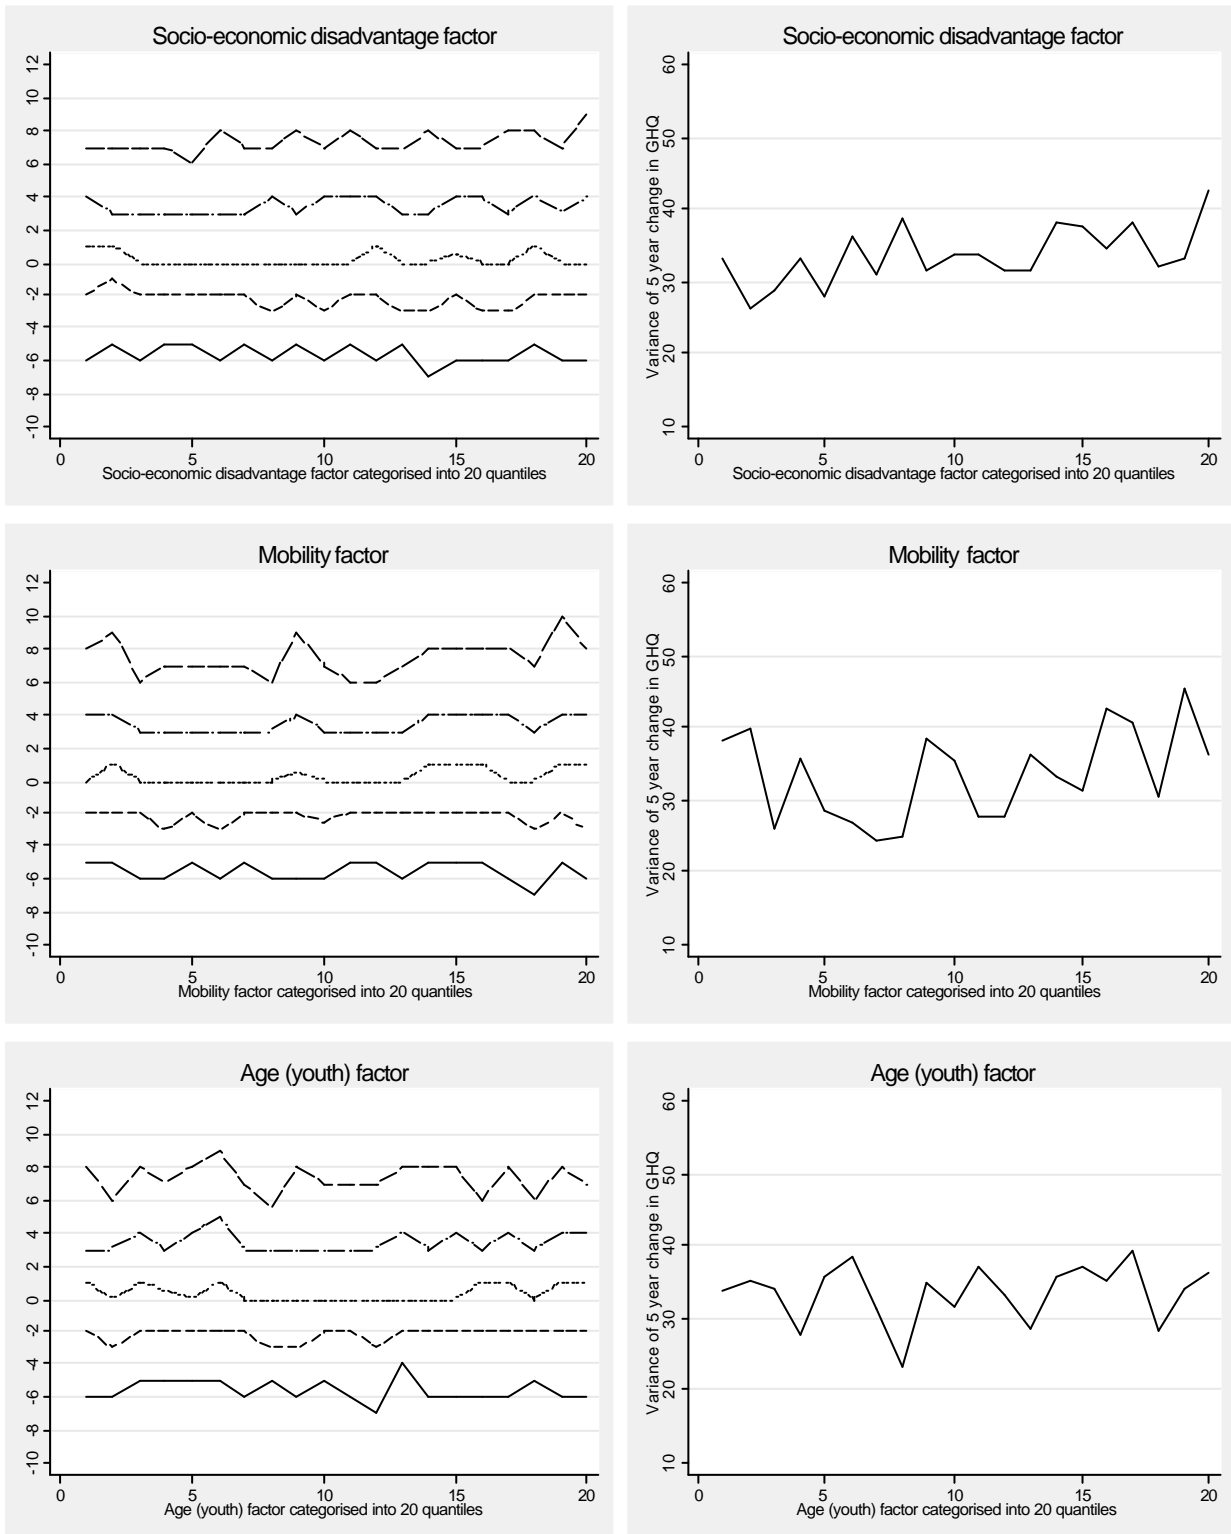 Socio-economic disadvantage factor
12
10
8
6
4
2
0
-2
-4
-6
-8
-10
0 5 10 15 20
Socio-economic disadvantage factor categorised into 20 quantiles
Socio-economic disadvantage factor
Variance of 5 year change in GHQ
60
50
40
30
20
10
0 5 10 15 20
Socio-economic disadvantage factor categorised into 20 quantiles
Mobility factor
12
10
8
6
4
2
0
-2
-4
-6
-8
-10
0 5 10 15 20
Mobility factor categorised into 20 quantiles
Mobility factor
Variance of 5 year change in GHQ
60
50
40
30
20
10
0 5 10 15 20
Mobility factor categorised into 20 quantiles
Age (youth) factor
12
10
8
6
4
2
0
-2
-4
-6
-8
-10
0 5 10 15 20
Age (youth) factor categorised into 20 quantiles
Age (youth) factor
Variance of 5 year change in GHQ
60
50
40
30
20
10
0 5 10 15 20
Age (youth) factor categorised into 20 quantiles